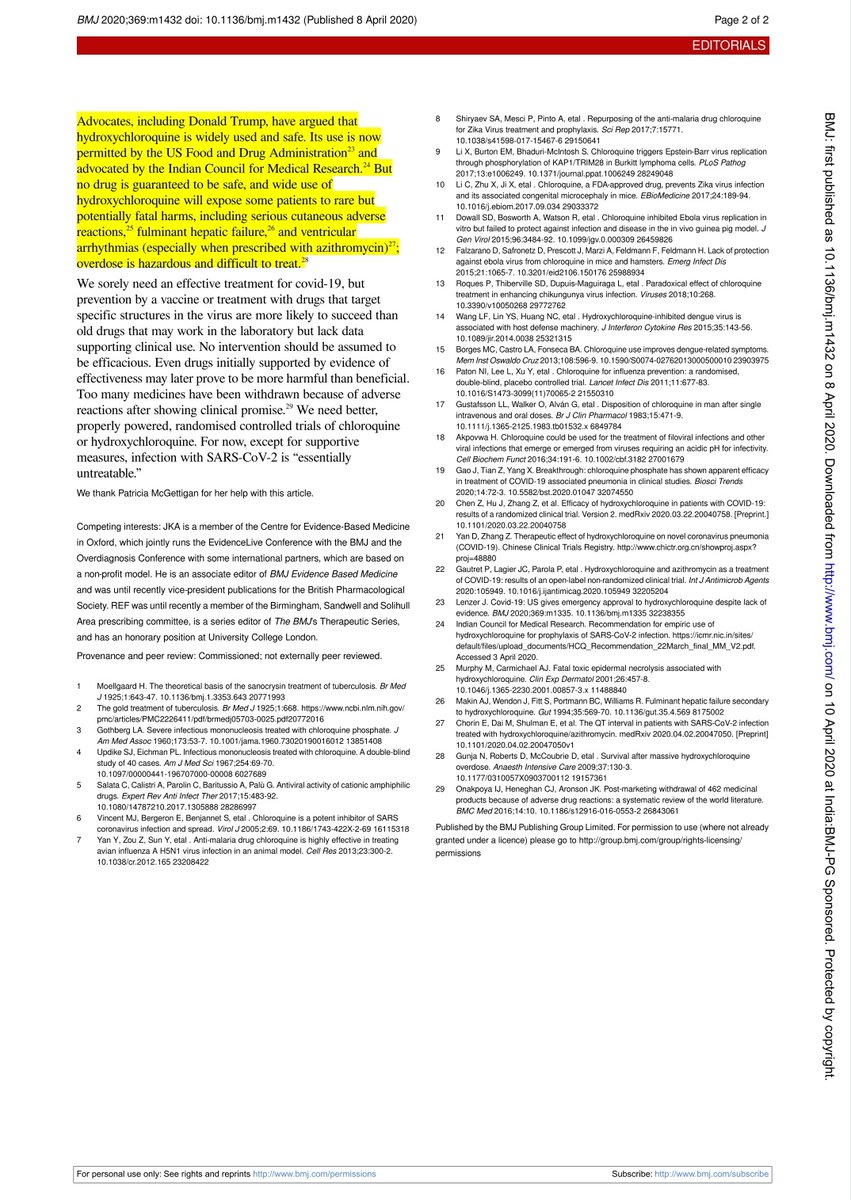 BMJ 2020;369:m1432 doi: 10.1136/bmj.m1432 (Published 8 April 2020)
Page 2 of 2
EDITORIALS
Advocates, including Donald Trump, have argued that
hydroxychloroquine is widely used and safe. Its use is now
permitted by the US Food and Drug Administration23 and
advocated by the Indian Council for Medical Research.24 But
no drug is guaranteed to be safe, and wide use of
hydroxychloroquine will expose some patients to rare but
potentially fatal harms, including serious cutaneous adverse
reactions,25 fulminant hepatic failure,26 and ventricular
arrhythmias (especially when prescribed with azithromycin)27;
overdose is hazardous and difficult to treat.28
We sorely need an effective treatment for covid-19, but
prevention by a vaccine or treatment with drugs that target
specific structures in the virus are more likely to succeed than
old drugs that may work in the laboratory but lack data
supporting clinical use. No intervention should be assumed to
be efficacious. Even drugs initially supported by evidence of
effectiveness may later prove to be more harmful than beneficial.
Too many medicines have been withdrawn because of adverse
reactions after showing clinical promise.29 We need better,
properly powered, randomised controlled trials of chloroquine
or hydroxychloroquine. For now, except for supportive
measures, infection with SARS-CoV-2 is “essentially
untreatable.”
We thank Patricia McGettigan for her help with this article.
Competing interests: JKA is a member of the Centre for Evidence-Based Medicine
in Oxford, which jointly runs the EvidenceLive Conference with the BMJ and the
Overdiagnosis Conference with some international partners, which are based on
a non-profit model. He is an associate editor of BMJ Evidence Based Medicine
and was until recently vice-president publications for the British Pharmacological
Society. REF was until recently a member of the Birmingham, Sandwell and Solihull
Area prescribing committee, is a series editor of The BMJ's Therapeutic Series,
and has an honorary position at University College London.
Provenance and peer review: Commissioned; not externally peer reviewed.
1 Moellgaard H. The theoretical basis of the sanocrysin treatment of tuberculosis. Br Med
J 1925;1:643-47. 10.1136/bmj.1.3353.643 20771993
2 The gold treatment of tuberculosis. Br Med J 1925;1:668. https://www.ncbi.nlm.nih.gov/
pmc/articles/PMC2226411/pdf/brmedj05703-0025.pdf20772016
3 Gothberg LA. Severe infectious mononucleosis treated with chloroquine phosphate. J
Am Med Assoc 1960;173:53-7. 10.1001/jama.1960.73020190016012 13851408
4 Updike SJ, Eichman PL. Infectious mononucleosis treated with chloroquine. A double-blind
study of 40 cases. Am J Med Sci 1967;254:69-70.
10.1097/00000441-196707000-00008 6027689
5 Salata C, Calistri A, Parolin C, Baritussio A, Palù G. Antiviral activity of cationic amphiphilic
drugs. Expert Rev Anti Infect Ther 2017;15:483-92.
10.1080/14787210.2017.1305888 28286997
6 Vincent MJ, Bergeron E, Benjannet S, etal . Chloroquine is a potent inhibitor of SARS
coronavirus infection and spread. Virol J 2005;2:69. 10.1186/1743-422X-2-69 16115318
7 Yan Y, Zou Z, Sun Y, etal . Anti-malaria drug chloroquine is highly effective in treating
avian influenza A H5N1 virus infection in an animal model. Cell Res 2013;23:300-2.
10.1038/cr.2012.165 23208422
8 Shiryaev SA, Mesci P, Pinto A, etal . Repurposing of the anti-malaria drug chloroquine
for Zika Virus treatment and prophylaxis. Sci Rep 2017;7:15771.
10.1038/s41598-017-15467-6 29150641
9 Li X, Burton EM, Bhaduri-McIntosh S. Chloroquine triggers Epstein-Barr virus replication
through phosphorylation of KAP1/TRIM28 in Burkitt lymphoma cells. PLoS Pathog
2017;13:e1006249. 10.1371/journal.ppat.1006249 28249048
10 Li C, Zhu X, Ji X, etal . Chloroquine, a FDA-approved drug, prevents Zika virus infection
and its associated congenital microcephaly in mice. EBioMedicine 2017;24:189-94.
10.1016/j.ebiom.2017.09.034 29033372
11 Dowall SD, Bosworth A, Watson R, etal . Chloroquine inhibited Ebola virus replication in
vitro but failed to protect against infection and disease in the in vivo guinea pig model. J
Gen Virol 2015;96:3484-92. 10.1099/jgv.0.000309 26459826
12 Falzarano D, Safronetz D, Prescott J, Marzi A, Feldmann F, Feldmann H. Lack of protection
against ebola virus from chloroquine in mice and hamsters. Emerg Infect Dis
2015;21:1065-7. 10.3201/eid2106.150176 25988934
13 Roques P, Thiberville SD, Dupuis-Maguiraga L, etal . Paradoxical effect of chloroquine
treatment in enhancing chikungunya virus infection. Viruses 2018;10:268.
10.3390/v10050268 29772762
14 Wang LF, Lin YS, Huang NC, etal . Hydroxychloroquine-inhibited dengue virus is
associated with host defense machinery. J Interferon Cytokine Res 2015;35:143-56.
10.1089/jir.2014.0038 25321315
15 Borges MC, Castro LA, Fonseca BA. Chloroquine use improves dengue-related symptoms.
Mem Inst Oswaldo Cruz 2013;108:596-9. 10.1590/S0074-02762013000500010 23903975
16 Paton NI, Lee L, Xu Y, etal . Chloroquine for influenza prevention: a randomised,
double-blind, placebo controlled trial. Lancet Infect Dis 2011;11:677-83.
10.1016/S1473-3099(11)70065-2 21550310
17 Gustafsson LL, Walker O, Alván G, etal . Disposition of chloroquine in man after single
intravenous and oral doses. Br J Clin Pharmacol 1983;15:471-9.
10.1111/j.1365-2125.1983.tb01532.x 6849784
18 Akpovwa H. Chloroquine could be used for the treatment of filoviral infections and other
viral infections that emerge or emerged from viruses requiring an acidic pH for infectivity.
Cell Biochem Funct 2016;34:191-6. 10.1002/cbf.3182 27001679
19 Gao J, Tian Z, Yang X. Breakthrough: chloroquine phosphate has shown apparent efficacy
in treatment of COVID-19 associated pneumonia in clinical studies. Biosci Trends
2020;14:72-3. 10.5582/bst.2020.01047 32074550
20 Chen Z, Hu J, Zhang Z, et al. Efficacy of hydroxychloroquine in patients with COVID-19:
results of a randomized clinical trial. Version 2. medRxiv 2020.03.22.20040758. [Preprint.]
10.1101/2020.03.22.20040758
21 Yan D, Zhang Z. Therapeutic effect of hydroxychloroquine on novel coronavirus pneumonia
(COVID-19). Chinese Clinical Trials Registry. http://www.chictr.org.cn/showproj.aspx?
proj=48880
22 Gautret P, Lagier JC, Parola P, etal . Hydroxychloroquine and azithromycin as a treatment
of COVID-19: results of an open-label non-randomized clinical trial. Int J Antimicrob Agents
2020:105949. 10.1016/j.ijantimicag.2020.105949 32205204
23 Lenzer J. Covid-19: US gives emergency approval to hydroxychloroquine despite lack of
evidence. BMJ 2020;369:m1335. 10.1136/bmj.m1335 32238355
24 Indian Council for Medical Research. Recommendation for empiric use of
hydroxychloroquine for prophylaxis of SARS-CoV-2 infection. https://icmr.nic.in/sites/
default/files/upload_documents/HCQ_Recommendation_22March_final_MM_V2.pdf.
Accessed 3 April 2020.
25 Murphy M, Carmichael AJ. Fatal toxic epidermal necrolysis associated with
hydroxychloroquine. Clin Exp Dermatol 2001;26:457-8.
10.1046/j.1365-2230.2001.00857-3.x 11488840
26 Makin AJ, Wendon J, Fitt S, Portmann BC, Williams R. Fulminant hepatic failure secondary
to hydroxychloroquine. Gut 1994;35:569-70. 10.1136/gut.35.4.569 8175002
27 Chorin E, Dai M, Shulman E, et al. The QT interval in patients with SARS-CoV-2 infection
treated with hydroxychloroquine/azithromycin. medRxiv 2020.04.02.20047050. [Preprint]
10.1101/2020.04.02.20047050v1
28 Gunja N, Roberts D, McCoubrie D, etal . Survival after massive hydroxychloroquine
overdose. Anaesth Intensive Care 2009;37:130-3.
10.1177/0310057X0903700112 19157361
29 Onakpoya IJ, Heneghan CJ, Aronson JK. Post-marketing withdrawal of 462 medicinal
products because of adverse drug reactions: a systematic review of the world literature.
BMC Med 2016;14:10. 10.1186/s12916-016-0553-2 26843061
Published by the BMJ Publishing Group Limited. For permission to use (where not already
granted under a licence) please go to http://group.bmj.com/group/rights-licensing/
permissions
BMJ: first published as 10.1136/bmj.m1432 on 8 April 2020. Downloaded from http://www.bmj.com/ on 10 April 2020 at India:BMJ-PG Sponsored. Protected by copyright.
For personal use only: See rights and reprints http://www.bmj.com/permissions
Subscribe: http://www.bmj.com/subscribe